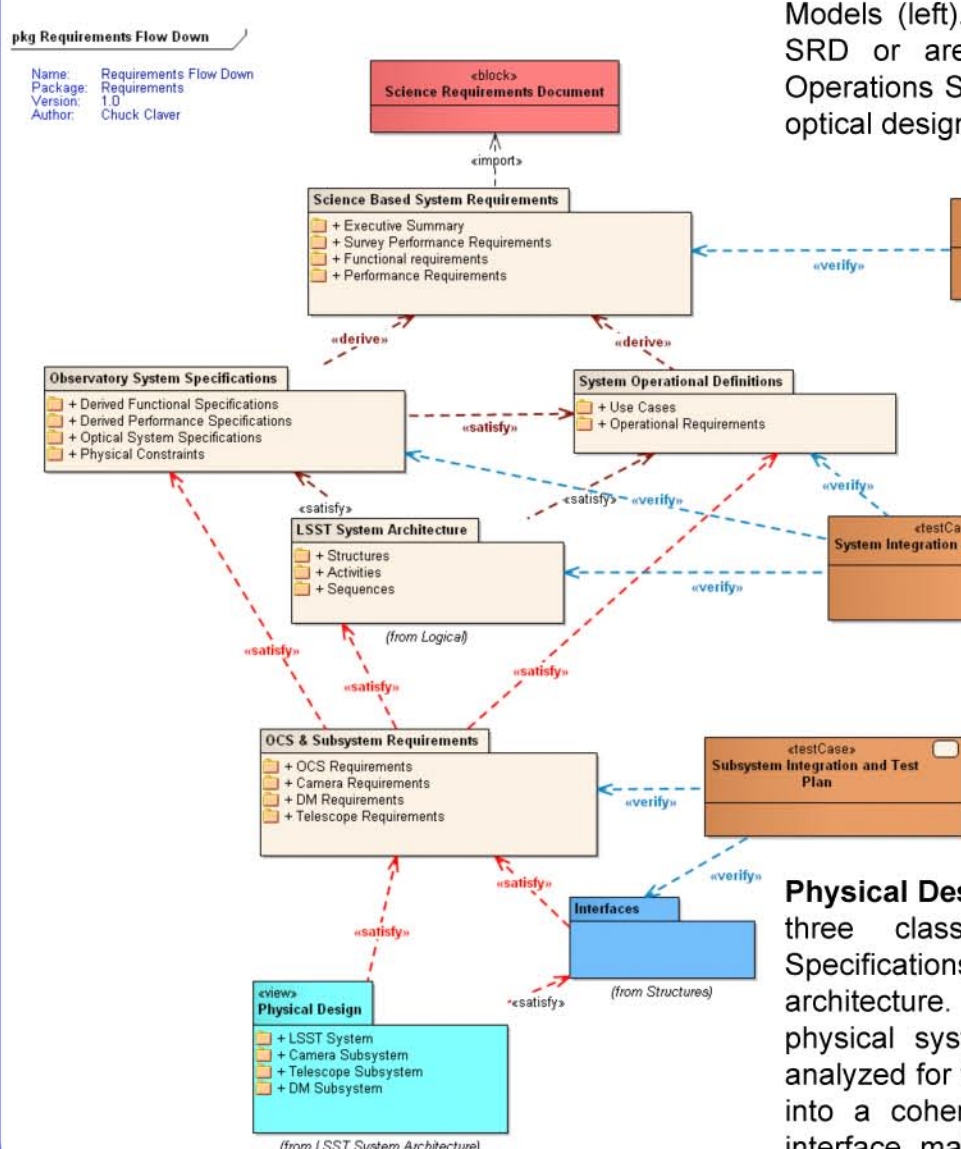 pkg Requirements Flow Down
Name: Requirements Flow Down
Package: Requirements
Version: 1.0
Author: Chuck Claver
Models (left).
SRD or are
Operations S
optical design
«block»
Science Requirements Document
«import»
Science Based System Requirements
+ Executive Summary
+ Survey Performance Requirements
+ Functional requirements
+ Performance Requirements
«verify»
«derive»
«derive»
Observatory System Specifications
+ Derived Functional Specifications
+ Derived Performance Specifications
+ Optical System Specifications
+ Physical Constraints
«satisfy»
System Operational Definitions
+ Use Cases
+ Operational Requirements
«satisfy»
«satisfy»
«verify»
«verify»
LSST System Architecture
+ Structures
+ Activities
+ Sequences
(from Logical)
«verify»
«testCa
System Integration
«satisfy»
«satisfy»
«satisfy»
OCS & Subsystem Requirements
+ OCS Requirements
+ Camera Requirements
+ DM Requirements
+ Telescope Requirements
«verify»
«testCase»
Subsystem Integration and Test
Plan
«verify»
«satisfy»
«satisfy»
Interfaces
(from Structures)
«satisfy»
«view»
Physical Design
+ LSST System
+ Camera Subsystem
+ Telescope Subsystem
+ DM Subsystem
(from LSST System Architecture)
Physical Des
three class
Specifications
architecture.
physical sys
analyzed for
into a coher
interface ma